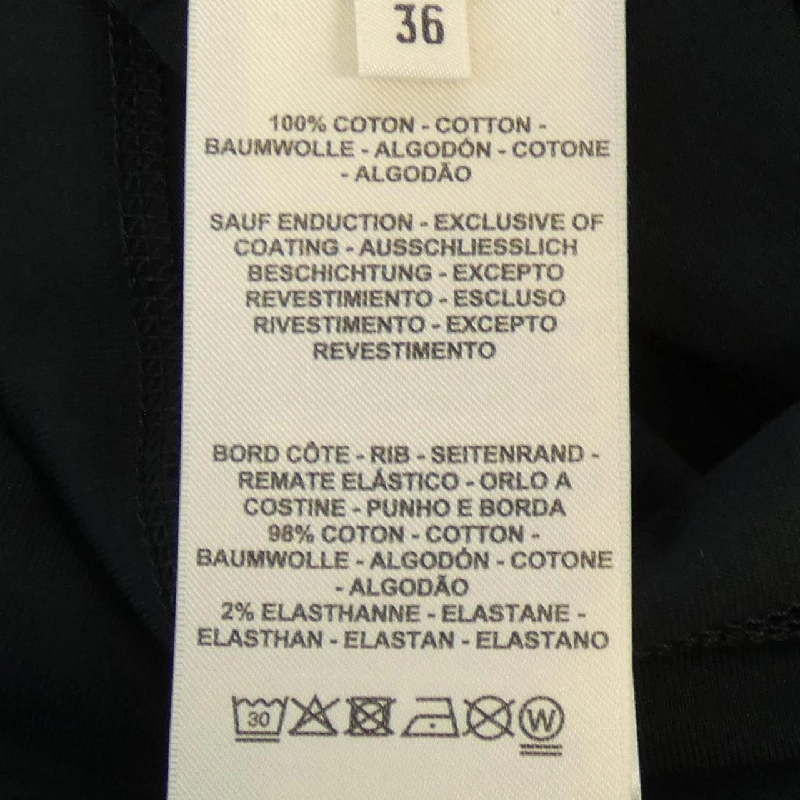 36
100% COTON - COTTON -
BAUMWOLLE - ALGODÓN - COTONE
- ALGODÃO
SAUF ENDUCTION - EXCLUSIVE OF
COATING - AUSSCHLIESSLICH
BESCHICHTUNG - EXCEPTO
REVESTIMIENTO - ESCLUSO
RIVESTIMENTO - EXCEPTO
REVESTIMENTO
BORD CÔTE - RIB - SEITENRAND -
REMATE ELÁSTICO - ORLO A
COSTINE - PUNHO E BORDA
98% COTON - COTTON -
BAUMWOLLE - ALGODÓN - COTONE
- ALGODÃO
2% ELASTHANNE - ELASTANE -
ELASTHAN - ELASTAN - ELASTANO
30 W